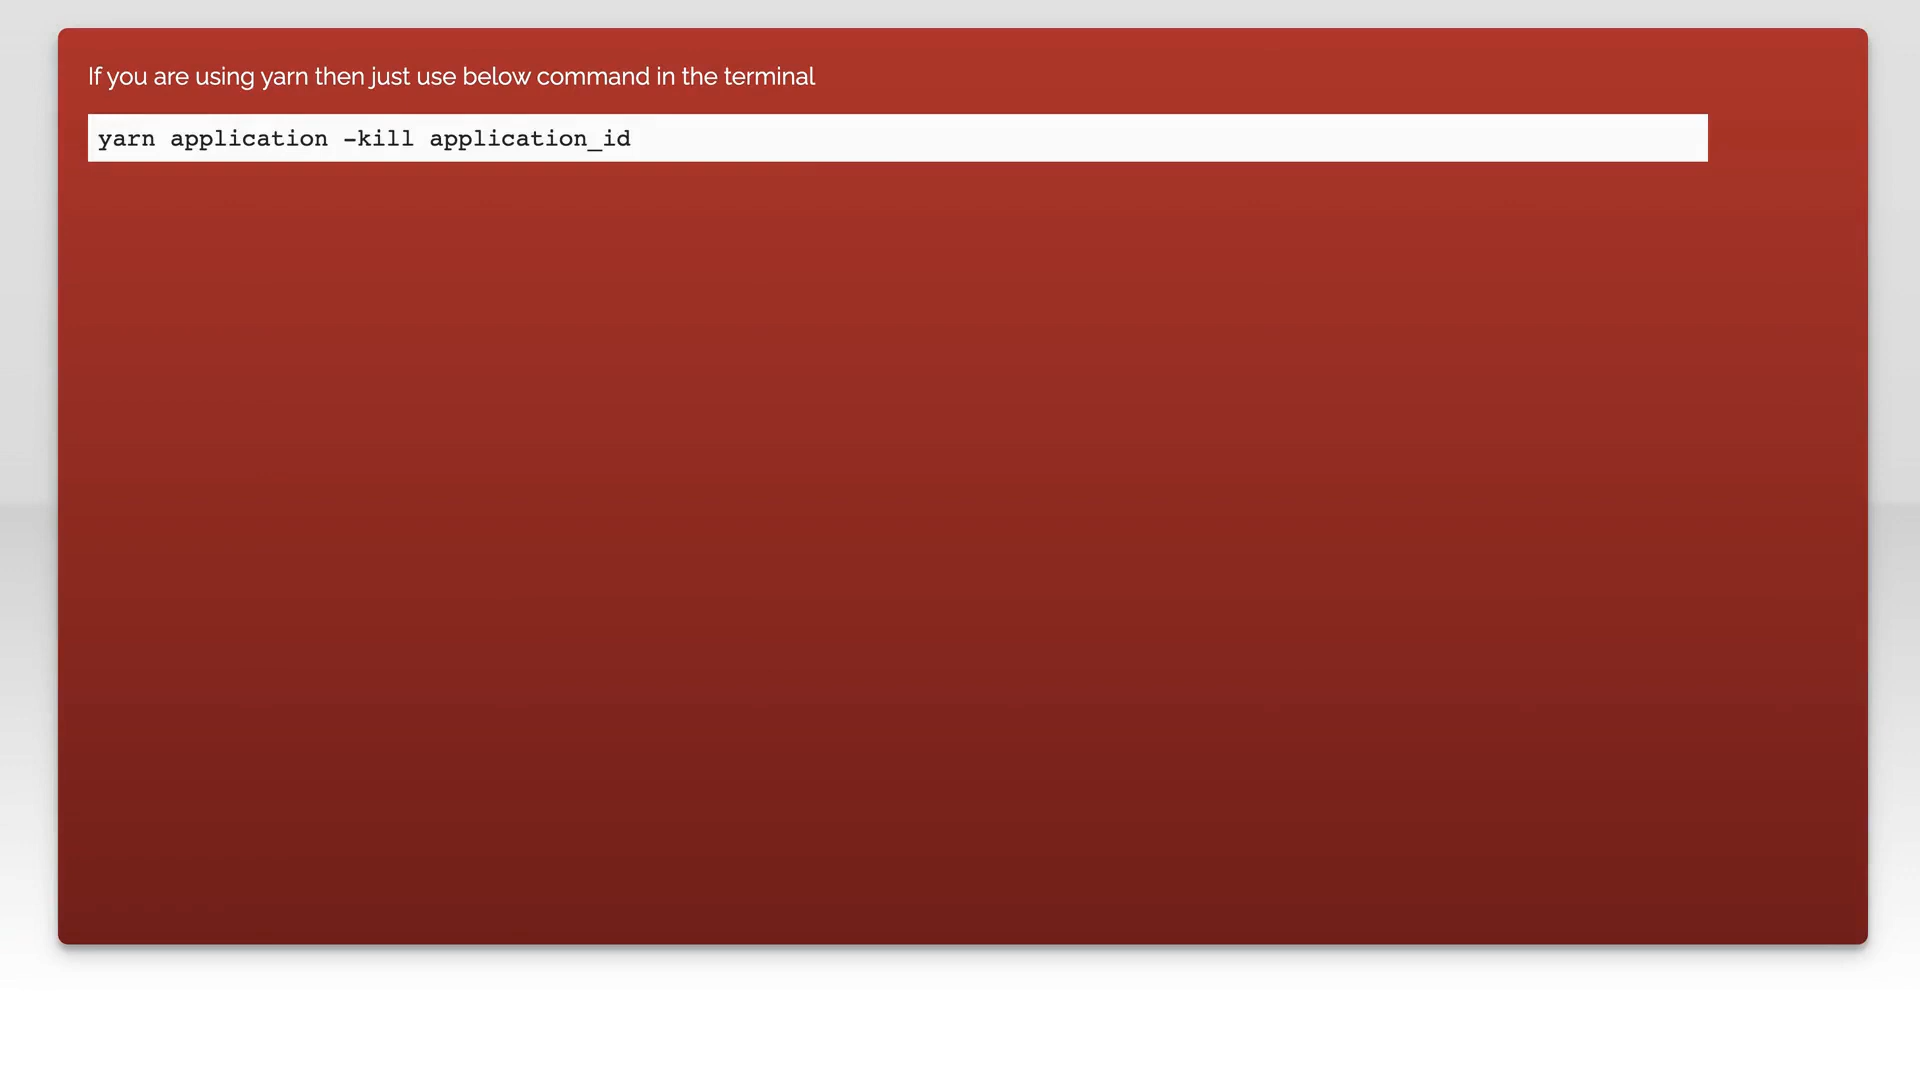 If you are using yarn then just use below command in the terminal
yarn application -kill application_id